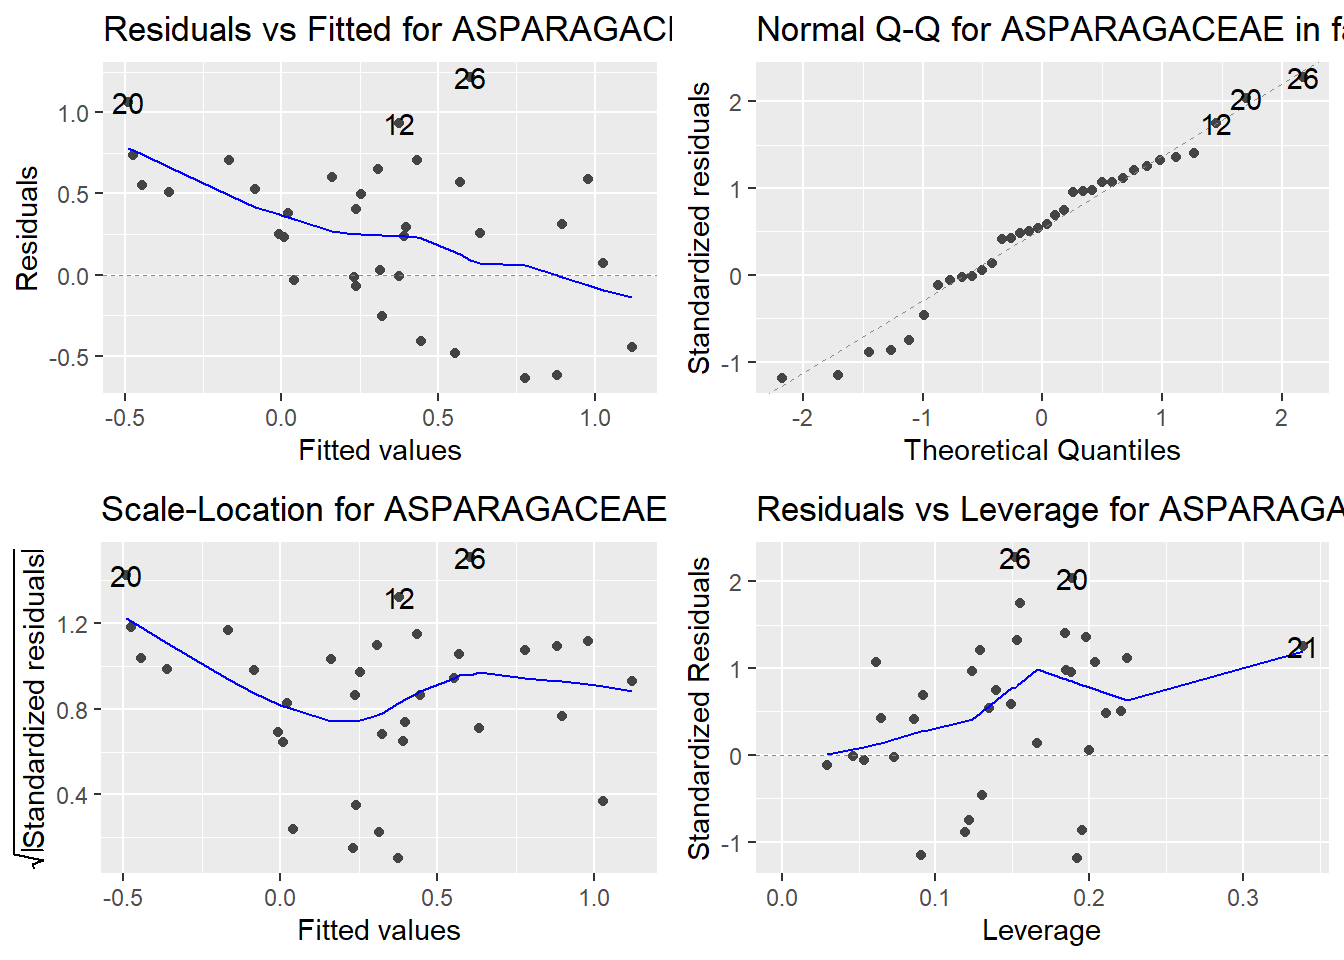 Residuals vs Fitted for ASPARAGACI
Residuals
1.0
0.5
0.0
-0.5
20
26
12
-0.5 0.0 0.5 1.0
Fitted values
Normal Q-Q for ASPARAGACEAE in fa
Standardized residuals
2
1
0
-1
12
20
26
-2 -1 0 1 2
Theoretical Quantiles
Scale-Location for ASPARAGACEAE
√|Standardized residuals|
1.2
0.8
0.4
20
26
12
-0.5 0.0 0.5 1.0
Fitted values
Residuals vs Leverage for ASPARAGA
Standardized Residuals
2
1
0
-1
26
20
21
0.0 0.1 0.2 0.3
Leverage